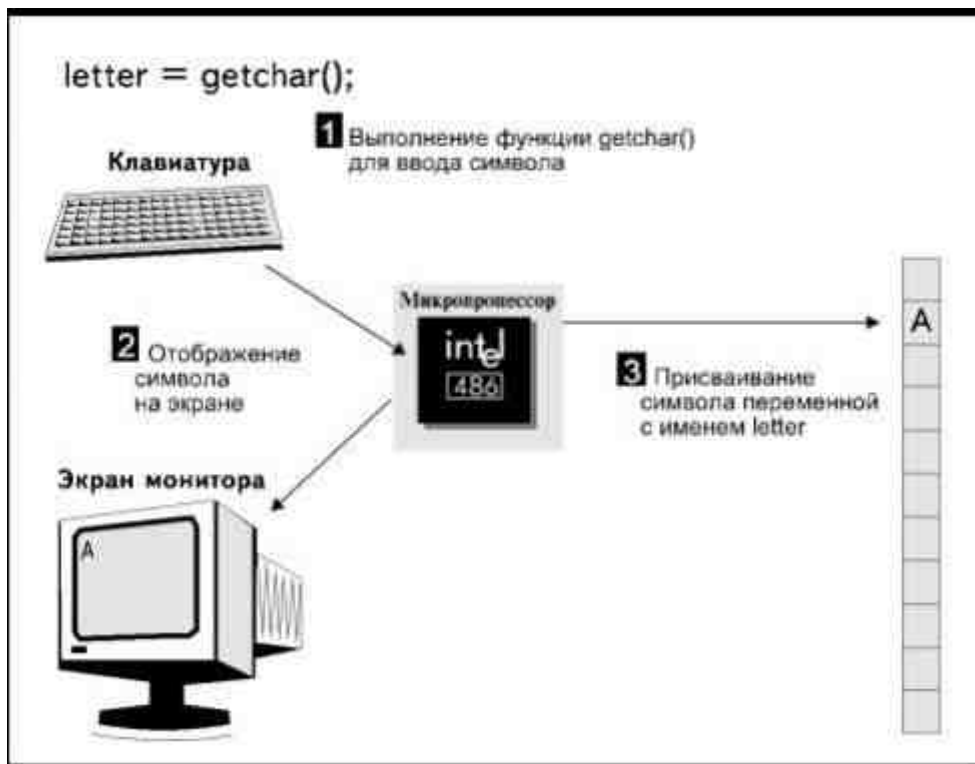 letter = getchar();
1 Выполнение функции getchar()
для ввода символа
Клавиатура
Микропроцессор
intel
486
A
2 Отображение
символа
на экране
3 Присваивание
символа переменной
с именем letter
Экран монитора
A